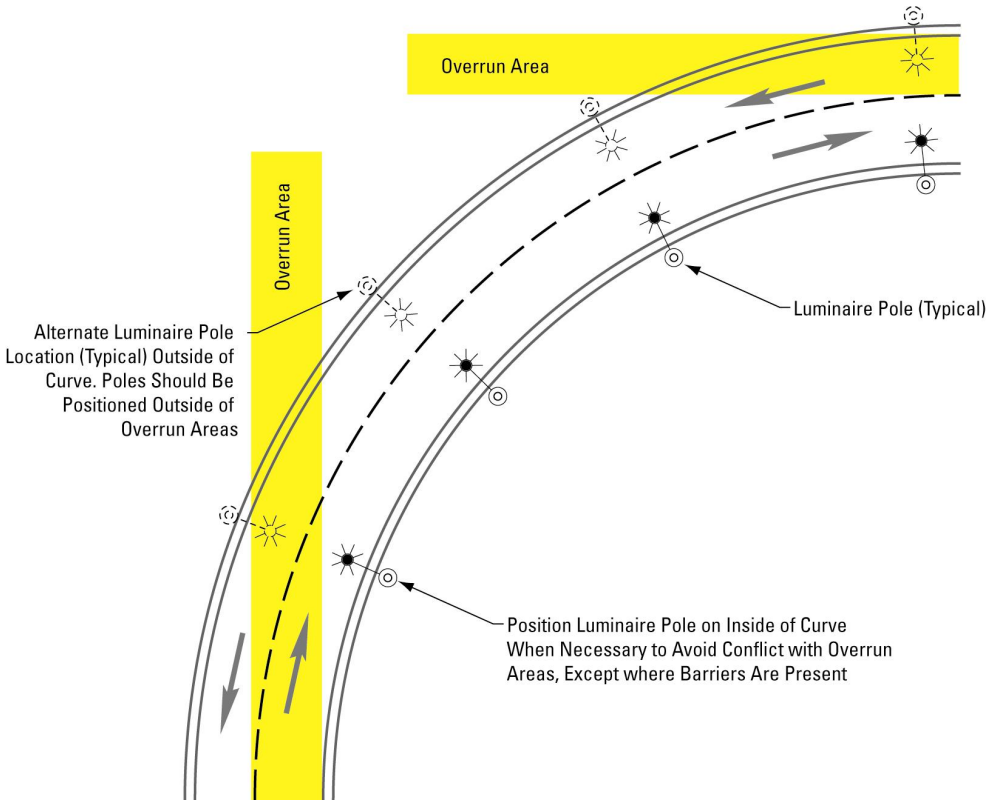 Overrun Area
Overrun Area
Luminaire Pole (Typical)
Alternate Luminaire Pole
Location (Typical) Outside of
Curve. Poles Should Be
Positioned Outside of
Overrun Areas
Position Luminaire Pole on Inside of Curve
When Necessary to Avoid Conflict with Overrun
Areas, Except where Barriers Are Present